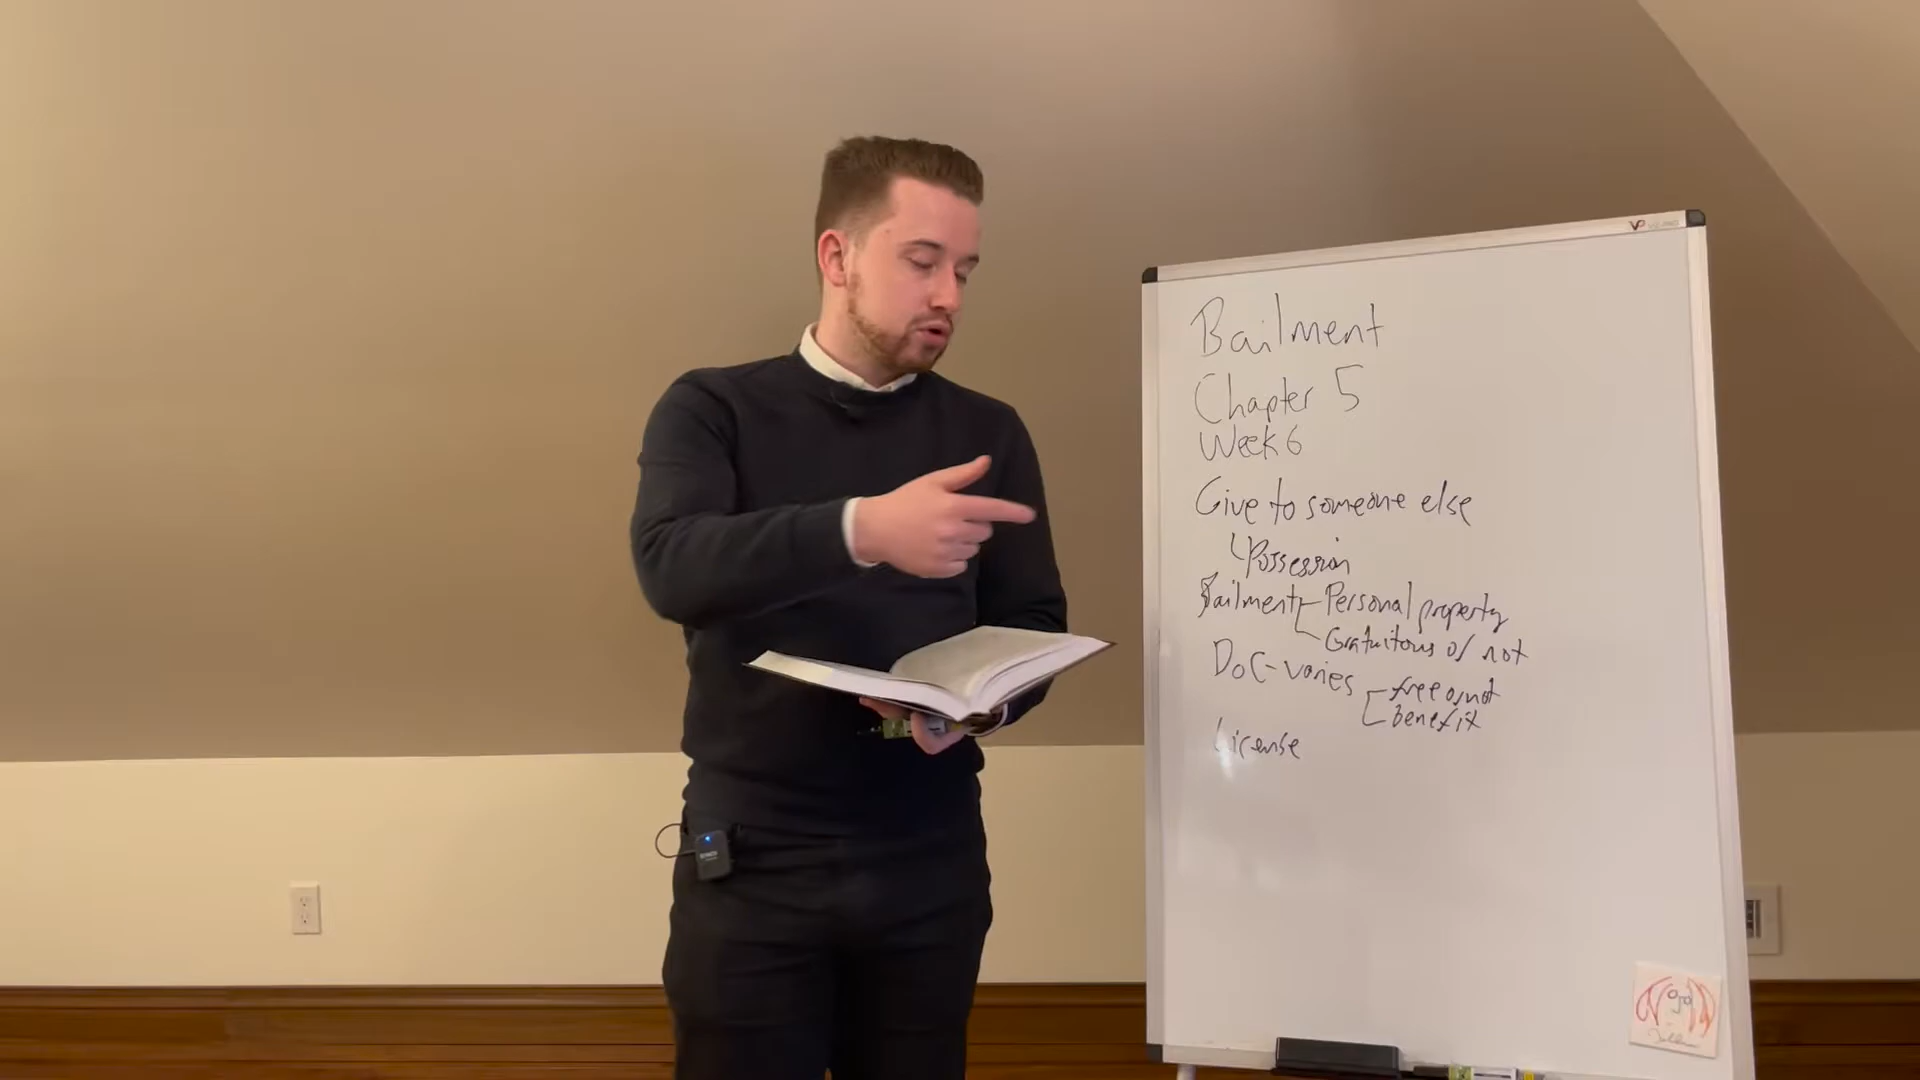 Bailment
Chapter 5
Week 6
Give to someone else
Possession
Bailment Personal property
Gratuitous or not
DoC-varies free or not
benefit
License